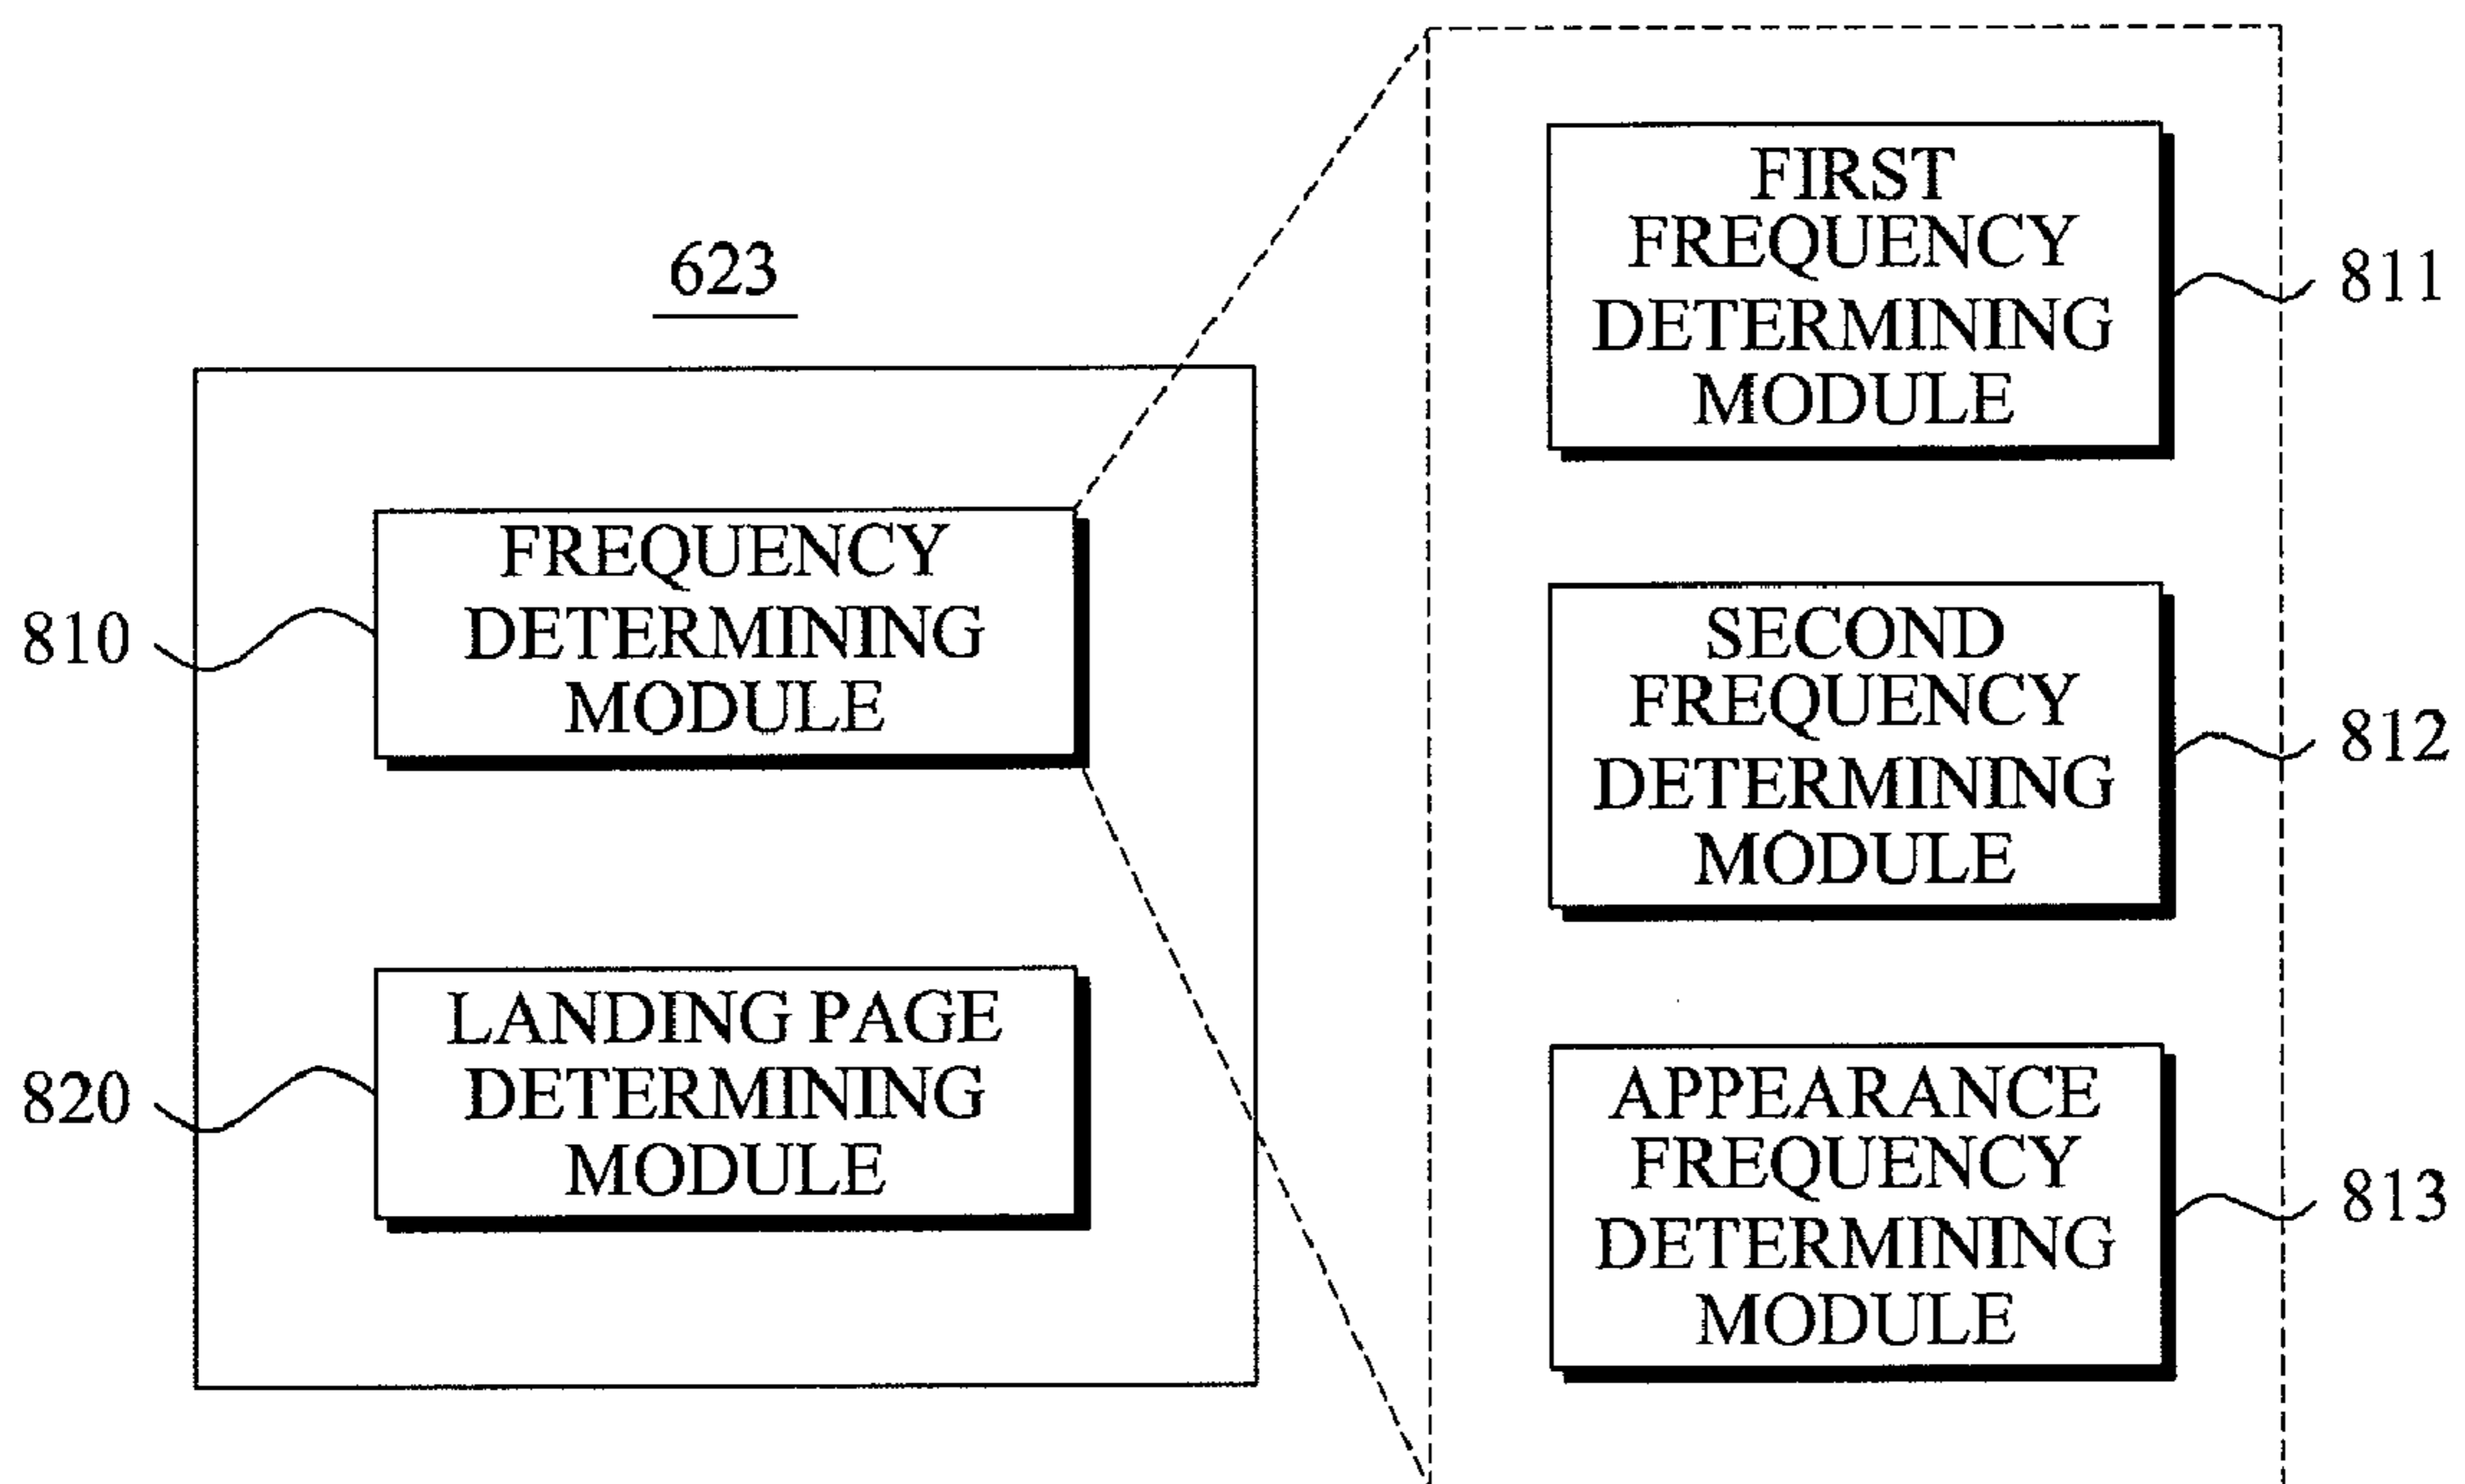 623
810
FREQUENCY
DETERMINING
MODULE
820
LANDING PAGE
DETERMINING
MODULE
FIRST
FREQUENCY
DETERMINING
MODULE
811
SECOND
FREQUENCY
DETERMINING
MODULE
812
APPEARANCE
FREQUENCY
DETERMINING
MODULE
813